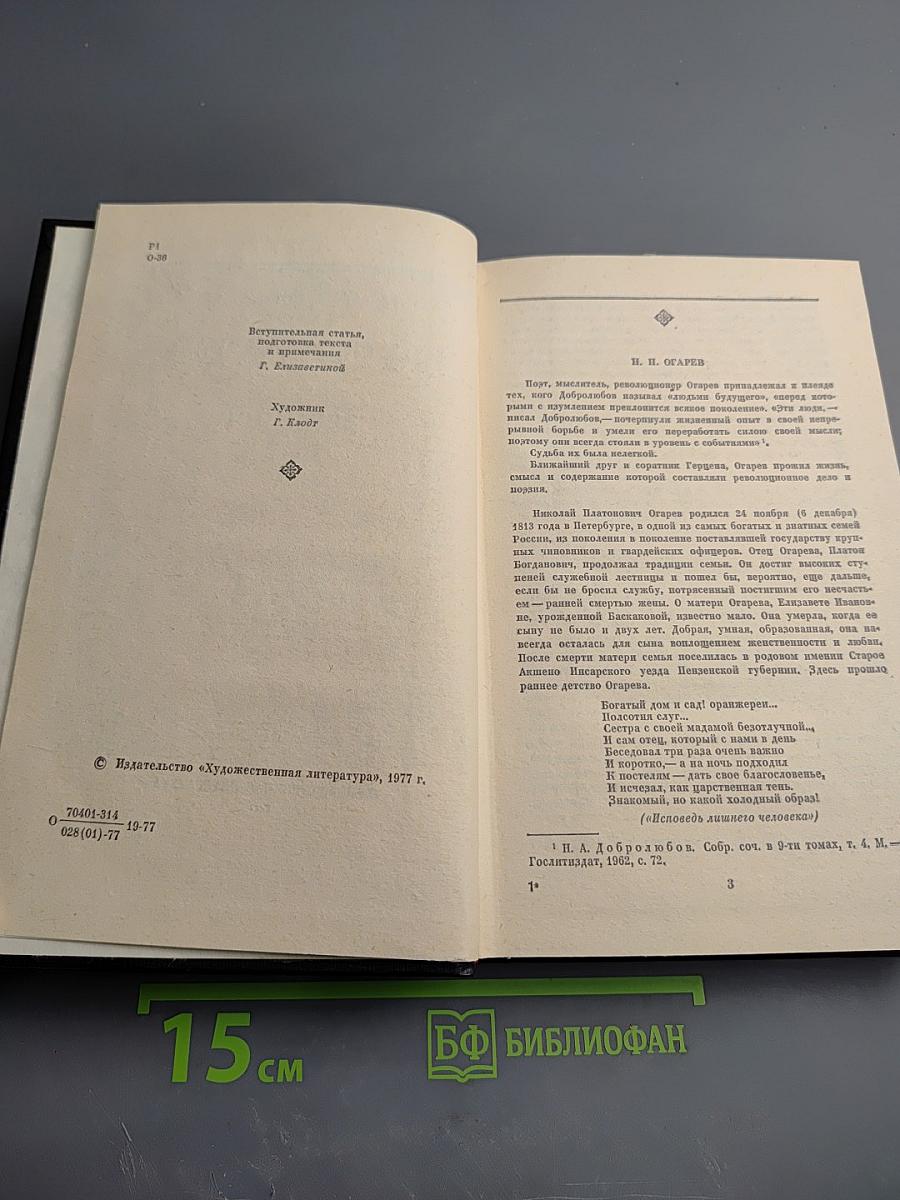 Р1
О-36
Вступительная статья,
подготовка текста
и примечания
Г. Елизаветиной
Художник
Г. Клодт
© Издательство «Художественная литература», 1977 г.
О 70401-314 19-77
028(01)-77
Н. П. ОГАРЕВ
Поэт, мыслитель, революционер Огарев принадлежал к плеяде
тех, кого Добролюбов называл «людьми будущего», «перед кото-
рыми с изумлением преклонится всякое поколение». «Эти люди,—
писал Добролюбов,— почерпнули жизненный опыт в своей непре-
рывной борьбе и умели его переработать силою своей мысли;
поэтому они всегда стояли в уровень с событиями» ¹.
Судьба их была нелегкой.
Ближайший друг и соратник Герцена, Огарев прожил жизнь,
смысл и содержание которой составляли революционное дело и
поэзия.
Николай Платонович Огарев родился 24 ноября (6 декабря)
1813 года в Петербурге, в одной из самых богатых и знатных семей
России, из поколения в поколение поставлявшей государству круп-
ных чиновников и гвардейских офицеров. Отец Огарева, Платон
Богданович, продолжал традиции семьи. Он достиг высоких сту-
пеней служебной лестницы и пошел бы, вероятно, еще дальше,
если бы не бросил службу, потрясенный постигшим его несчасть-
ем — ранней смертью жены. О матери Огарева, Елизавете Иванов-
не, урожденной Баскаковой, известно мало. Она умерла, когда ее
сыну не было и двух лет. Добрая, умная, образованная, она на-
всегда осталась для сына воплощением женственности и любви.
После смерти матери семья поселилась в родовом имении Старое
Акшено Инсарского уезда Пензенской губернии. Здесь прошло
раннее детство Огарева.
Богатый дом и сад! оранжереи...
Полсотня слуг...
Сестра с своей мадамой безотлучной...
И сам отец, который с нами в день
Беседовал три раза очень важно
И коротко,— а на ночь подходил
К постелям — дать свое благословенье,
И исчезал, как царственная тень.
Знакомый, но какой холодный образ!
(«Исповедь лишнего человека»)
¹ Н. А. Добролюбов. Собр. соч. в 9-ти томах, т. 4. М.—
Гослитиздат, 1962, с. 72.
1*
3
15 см
БФ БИБЛИОФАН